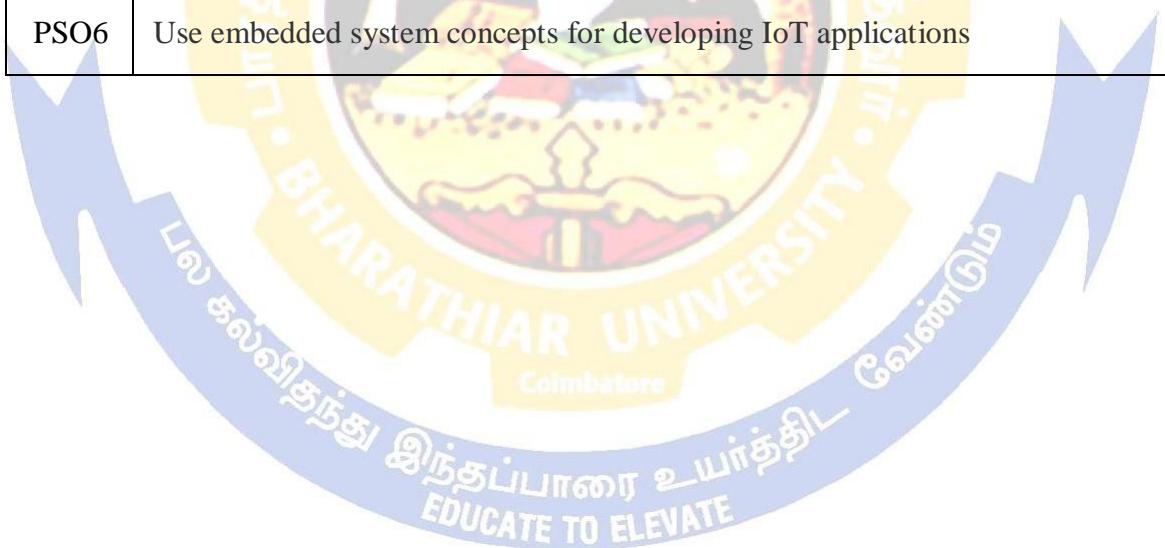 PSO6 Use embedded system concepts for developing IoT applications
BHARATHIAR UNIVERSITY
Coimbatore
பல கல்விதந்து இந்தப்பாரை உயர்த்திட வேண்டும்
EDUCATE TO ELEVATE